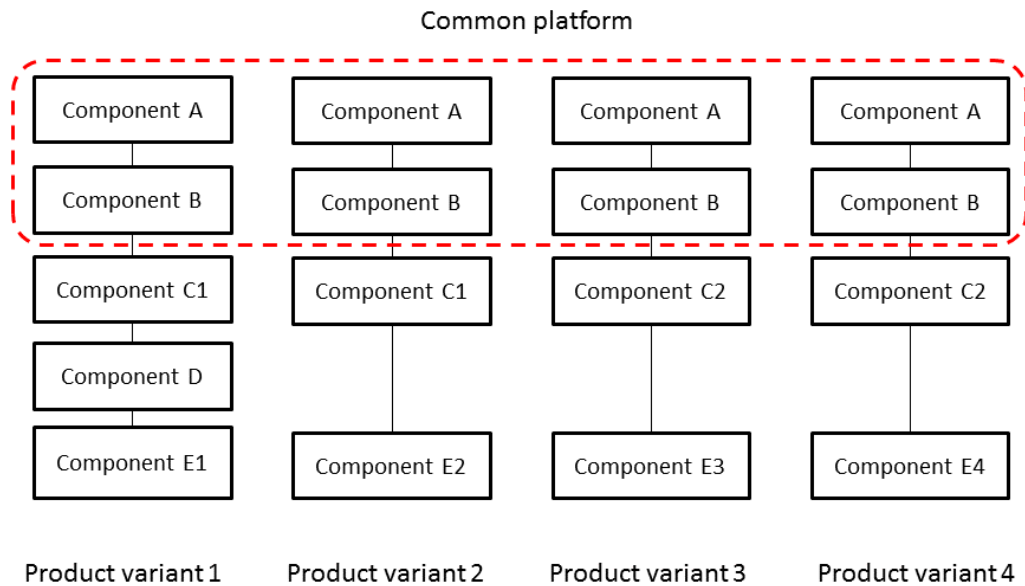 Common platform
Component A
Component A
Component A
Component A
Component B
Component B
Component B
Component B
Component C1
Component C1
Component C2
Component C2
Component D
Component E1
Component E2
Component E3
Component E4
Product variant 1
Product variant 2
Product variant 3
Product variant 4